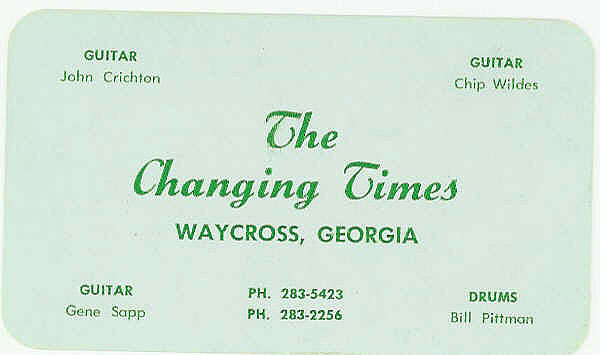 GUITAR
John Crichton
GUITAR
Chip Wildes
The
Changing Times
WAYCROSS, GEORGIA
GUITAR
Gene Sapp
PH. 283-5423
PH. 283-2256
DRUMS
Bill Pittman